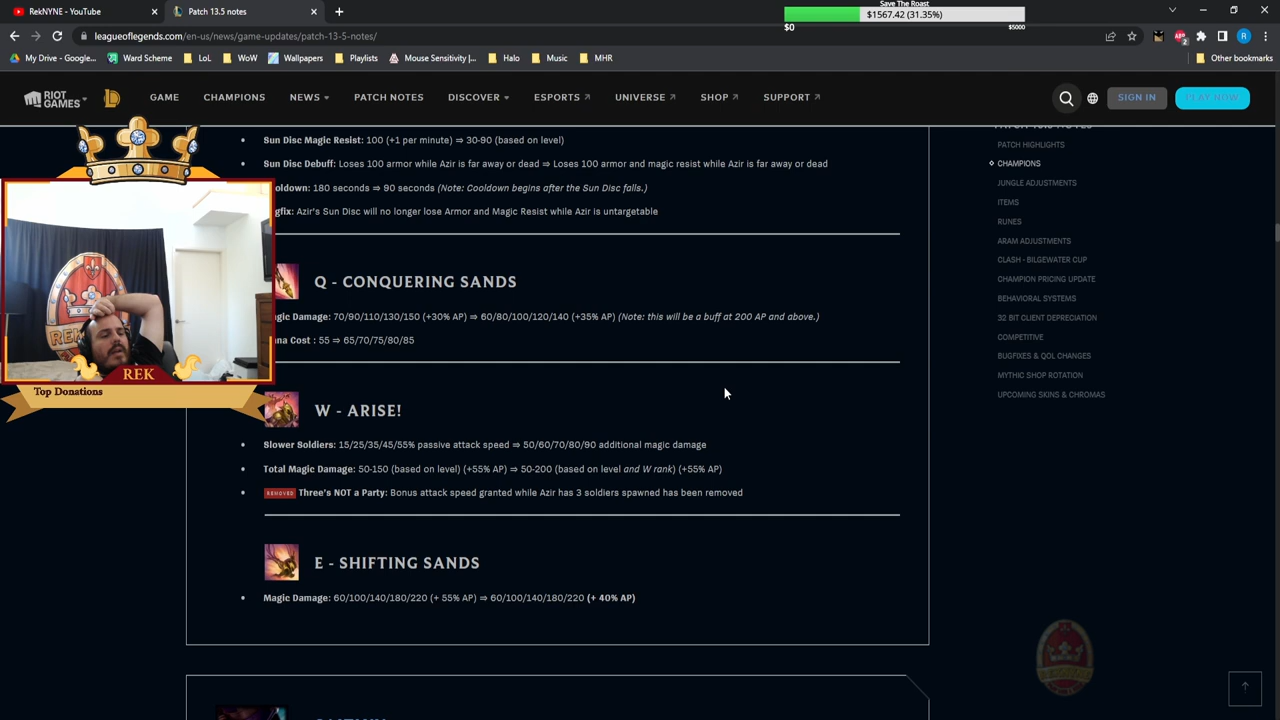 RekNYNE - YouTube
Patch 13.5 notes
Save The Roast
$1567.42 (31.35%)
$0
$5000
leagueoflegends.com/en-us/news/game-updates/patch-13-5-notes/
ABP
2
R
My Drive - Google...
Ward Scheme
LoL
WoW
Wallpapers
Playlists
Mouse Sensitivity |...
Halo
Music
MHR
Other bookmarks
RIOT GAMES
GAME
CHAMPIONS
NEWS
PATCH NOTES
DISCOVER
ESPORTS
UNIVERSE
SHOP
SUPPORT
SIGN IN
PLAY NOW
Sun Disc Magic Resist: 100 (+1 per minute) ⇒ 30-90 (based on level)
Sun Disc Debuff: Loses 100 armor while Azir is far away or dead ⇒ Loses 100 armor and magic resist while Azir is far away or dead
oldown: 180 seconds ⇒ 90 seconds (Note: Cooldown begins after the Sun Disc falls.)
gfix: Azir's Sun Disc will no longer lose Armor and Magic Resist while Azir is untargetable
Q - CONQUERING SANDS
gic Damage: 70/90/110/130/150 (+30% AP) ⇒ 60/80/100/120/140 (+35% AP) (Note: this will be a buff at 200 AP and above.)
na Cost : 55 ⇒ 65/70/75/80/85
W - ARISE!
Slower Soldiers: 15/25/35/45/55% passive attack speed ⇒ 50/60/70/80/90 additional magic damage
Total Magic Damage: 50-150 (based on level) (+55% AP) ⇒ 50-200 (based on level and W rank) (+55% AP)
REMOVED Three's NOT a Party: Bonus attack speed granted while Azir has 3 soldiers spawned has been removed
E - SHIFTING SANDS
Magic Damage: 60/100/140/180/220 (+ 55% AP) ⇒ 60/100/140/180/220 (+ 40% AP)
PATCH HIGHLIGHTS
CHAMPIONS
JUNGLE ADJUSTMENTS
ITEMS
RUNES
ARAM ADJUSTMENTS
CLASH - BILGEWATER CUP
CHAMPION PRICING UPDATE
BEHAVIORAL SYSTEMS
32 BIT CLIENT DEPRECIATION
COMPETITIVE
BUGFIXES & QOL CHANGES
MYTHIC SHOP ROTATION
UPCOMING SKINS & CHROMAS
REK
Top Donations